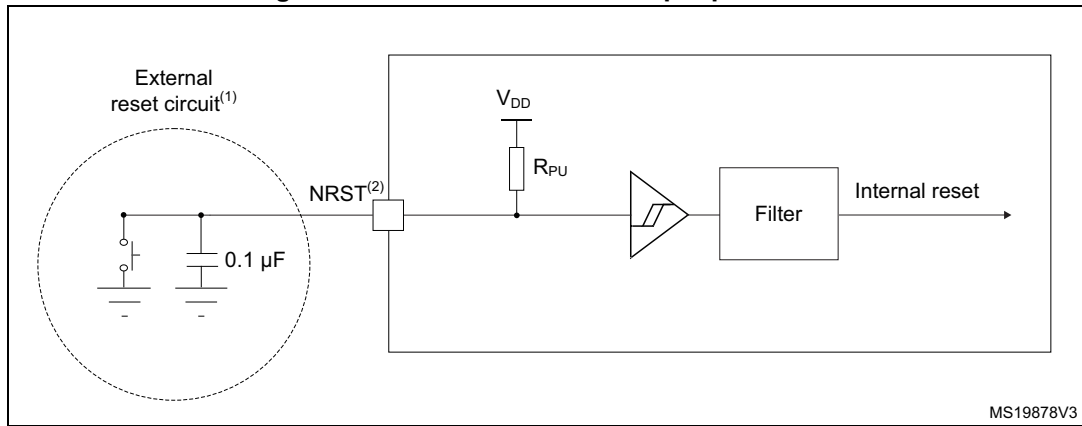 External
reset circuit(1)
VDD
RPU
NRST(2)
Internal reset
Filter
0.1 µF
MS19878V3